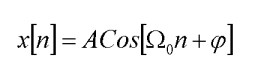 x[n] = ACos[Ω₀n + φ]